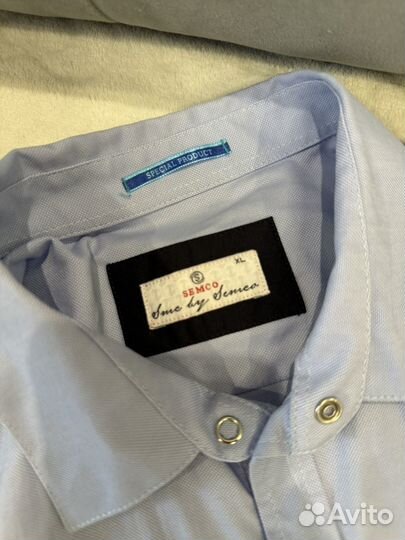 SPECIAL PRODUCT
S
XL
SEMCO
Smc by Semco
Avito